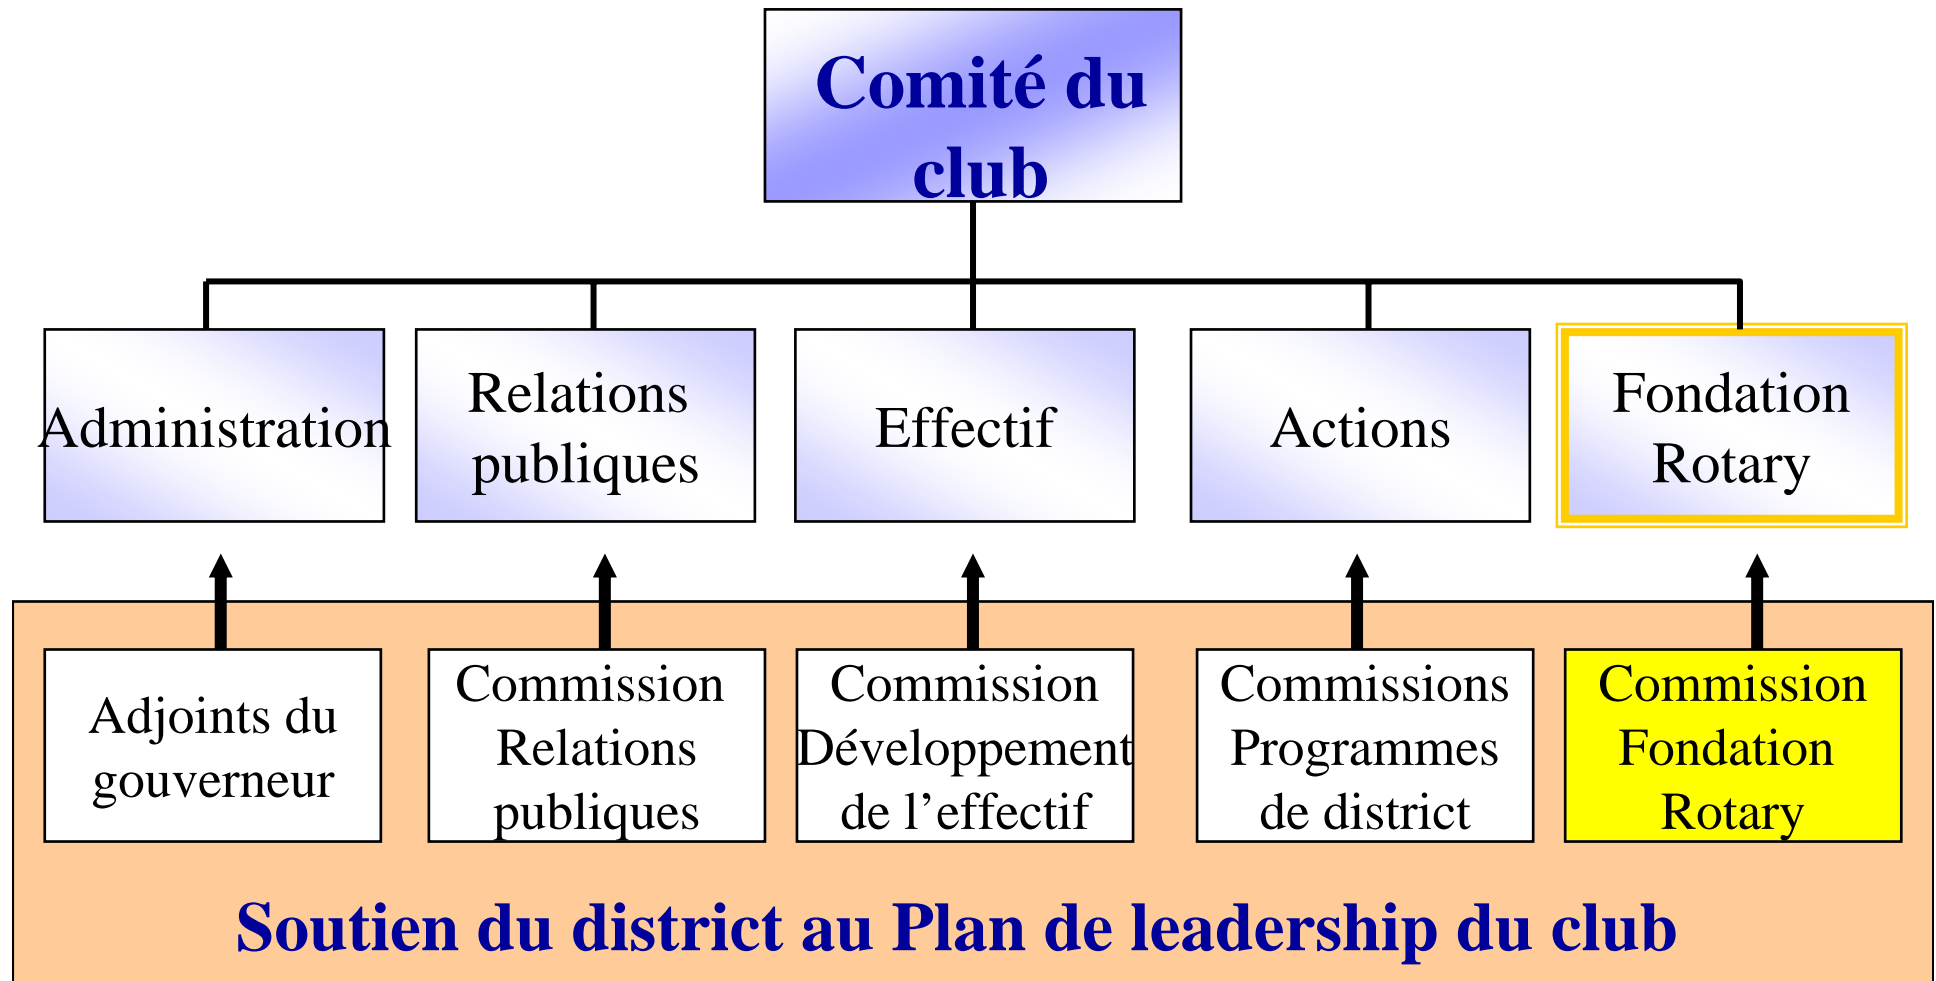 Comité du
club
Administration
Relations
publiques
Effectif
Actions
Fondation
Rotary
Adjoints du
gouverneur
Commission
Relations
publiques
Commission
Développement
de l’effectif
Commissions
Programmes
de district
Commission
Fondation
Rotary
Soutien du district au Plan de leadership du club